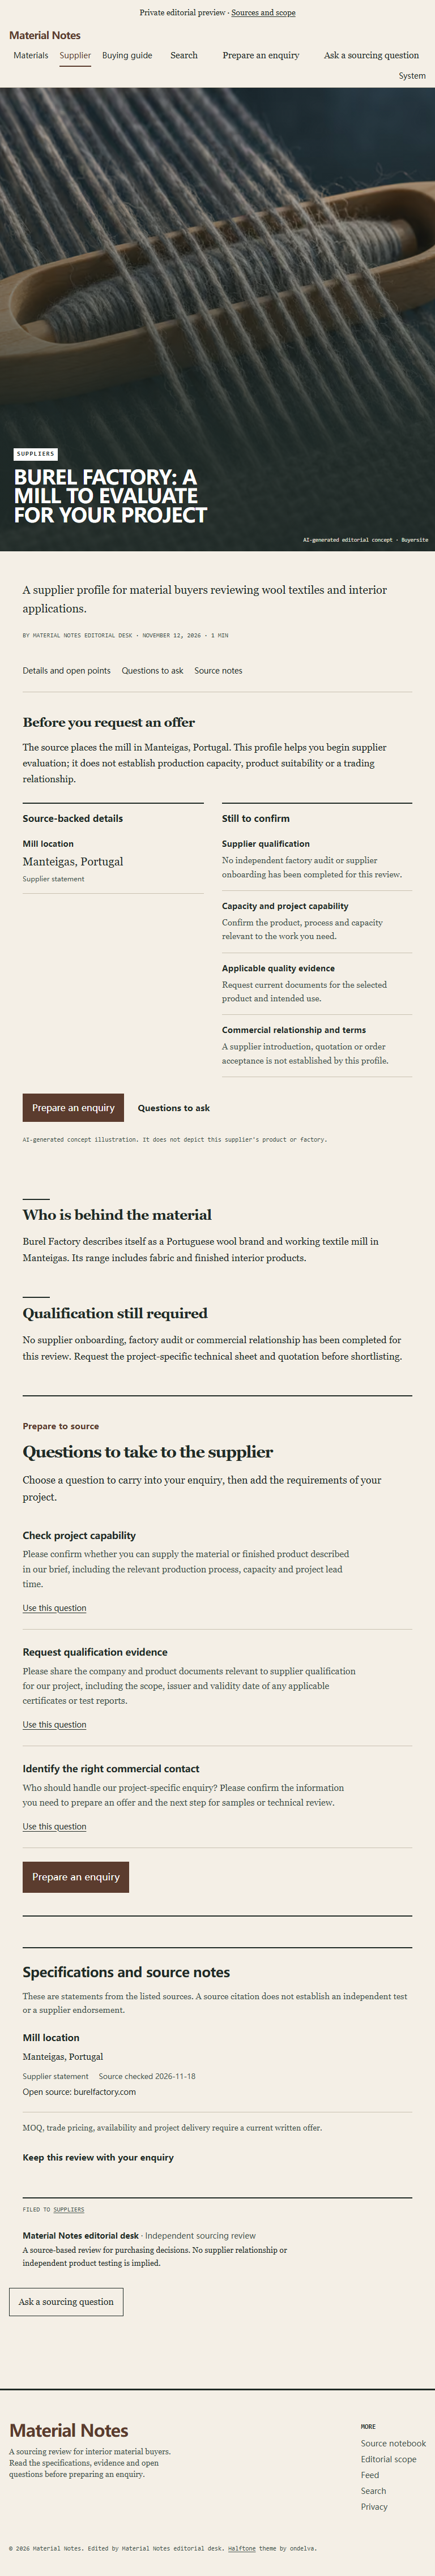 Private editorial preview · Sources and scope
Material Notes
Materials Supplier Buying guide Search Prepare an enquiry Ask a sourcing question
System
SUPPLIERS
BUREL FACTORY: A
MILL TO EVALUATE
FOR YOUR PROJECT
AI-generated editorial concept · Buyersite
A supplier profile for material buyers reviewing wool textiles and interior
applications.
BY MATERIAL NOTES EDITORIAL DESK · NOVEMBER 12, 2026 · 1 MIN
Details and open points Questions to ask Source notes
Before you request an offer
The source places the mill in Manteigas, Portugal. This profile helps you begin supplier
evaluation; it does not establish production capacity, product suitability or a trading
relationship.
Source-backed details
Mill location
Manteigas, Portugal
Supplier statement
Still to confirm
Supplier qualification
No independent factory audit or supplier
onboarding has been completed for this review.
Capacity and project capability
Confirm the product, process and capacity
relevant to the work you need.
Applicable quality evidence
Request current documents for the selected
product and intended use.
Commercial relationship and terms
A supplier introduction, quotation or order
acceptance is not established by this profile.
Prepare an enquiry Questions to ask
AI-generated concept illustration. It does not depict this supplier's product or factory.
Who is behind the material
Burel Factory describes itself as a Portuguese wool brand and working textile mill in
Manteigas. Its range includes fabric and finished interior products.
Qualification still required
No supplier onboarding, factory audit or commercial relationship has been completed for
this review. Request the project-specific technical sheet and quotation before shortlisting.
Prepare to source
Questions to take to the supplier
Choose a question to carry into your enquiry, then add the requirements of your
project.
Check project capability
Please confirm whether you can supply the material or finished product described
in our brief, including the relevant production process, capacity and project lead
time.
Use this question
Request qualification evidence
Please share the company and product documents relevant to supplier qualification
for our project, including the scope, issuer and validity date of any applicable
certificates or test reports.
Use this question
Identify the right commercial contact
Who should handle our project-specific enquiry? Please confirm the information
you need to prepare an offer and the next step for samples or technical review.
Use this question
Prepare an enquiry
Specifications and source notes
These are statements from the listed sources. A source citation does not establish an independent test
or a supplier endorsement.
Mill location
Manteigas, Portugal
Supplier statement Source checked 2026-11-18
Open source: burelfactory.com
MOQ, trade pricing, availability and project delivery require a current written offer.
Keep this review with your enquiry
FILED TO SUPPLIERS
Material Notes editorial desk · Independent sourcing review
A source-based review for purchasing decisions. No supplier relationship or
independent product testing is implied.
Ask a sourcing question
Material Notes
A sourcing review for interior material buyers.
Read the specifications, evidence and open
questions before preparing an enquiry.
MORE
Source notebook
Editorial scope
Feed
Search
Privacy
© 2026 Material Notes. Edited by Material Notes editorial desk. Halftone theme by ondelva.